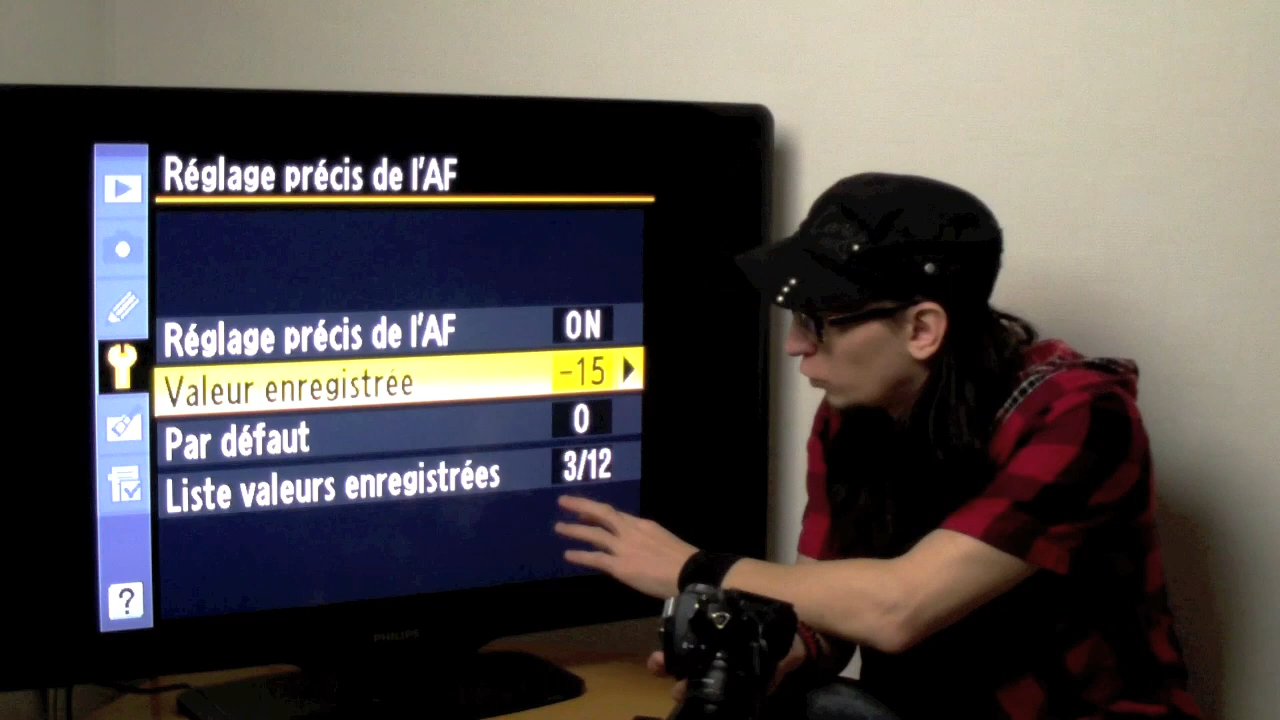 Réglage précis de l'AF
Réglage précis de l'AF ON
Valeur enregistrée -15
Par défaut 0
Liste valeurs enregistrées 3/12
?
PHILIPS